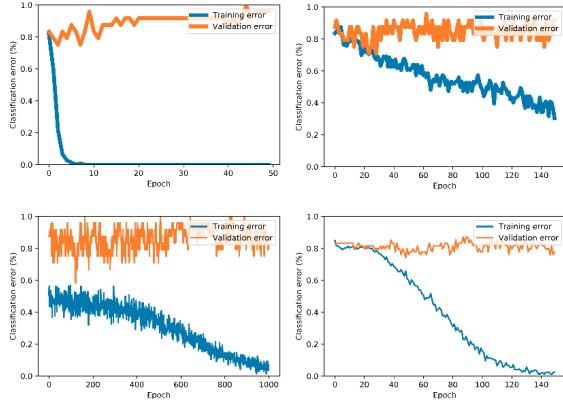 Training error
Validation error
Classification error (%)
1.0
0.8
0.6
0.4
0.2
0.0
0 10 20 30 40 50
Epoch
Training error
Validation error
Classification error (%)
1.0
0.8
0.6
0.4
0.2
0.0
0 20 40 60 80 100 120 140
Epoch
Training error
Validation error
Classification error (%)
1.0
0.8
0.6
0.4
0.2
0.0
0 200 400 600 800 1000
Epoch
Training error
Validation error
Classification error (%)
1.0
0.8
0.6
0.4
0.2
0.0
0 20 40 60 80 100 120 140
Epoch